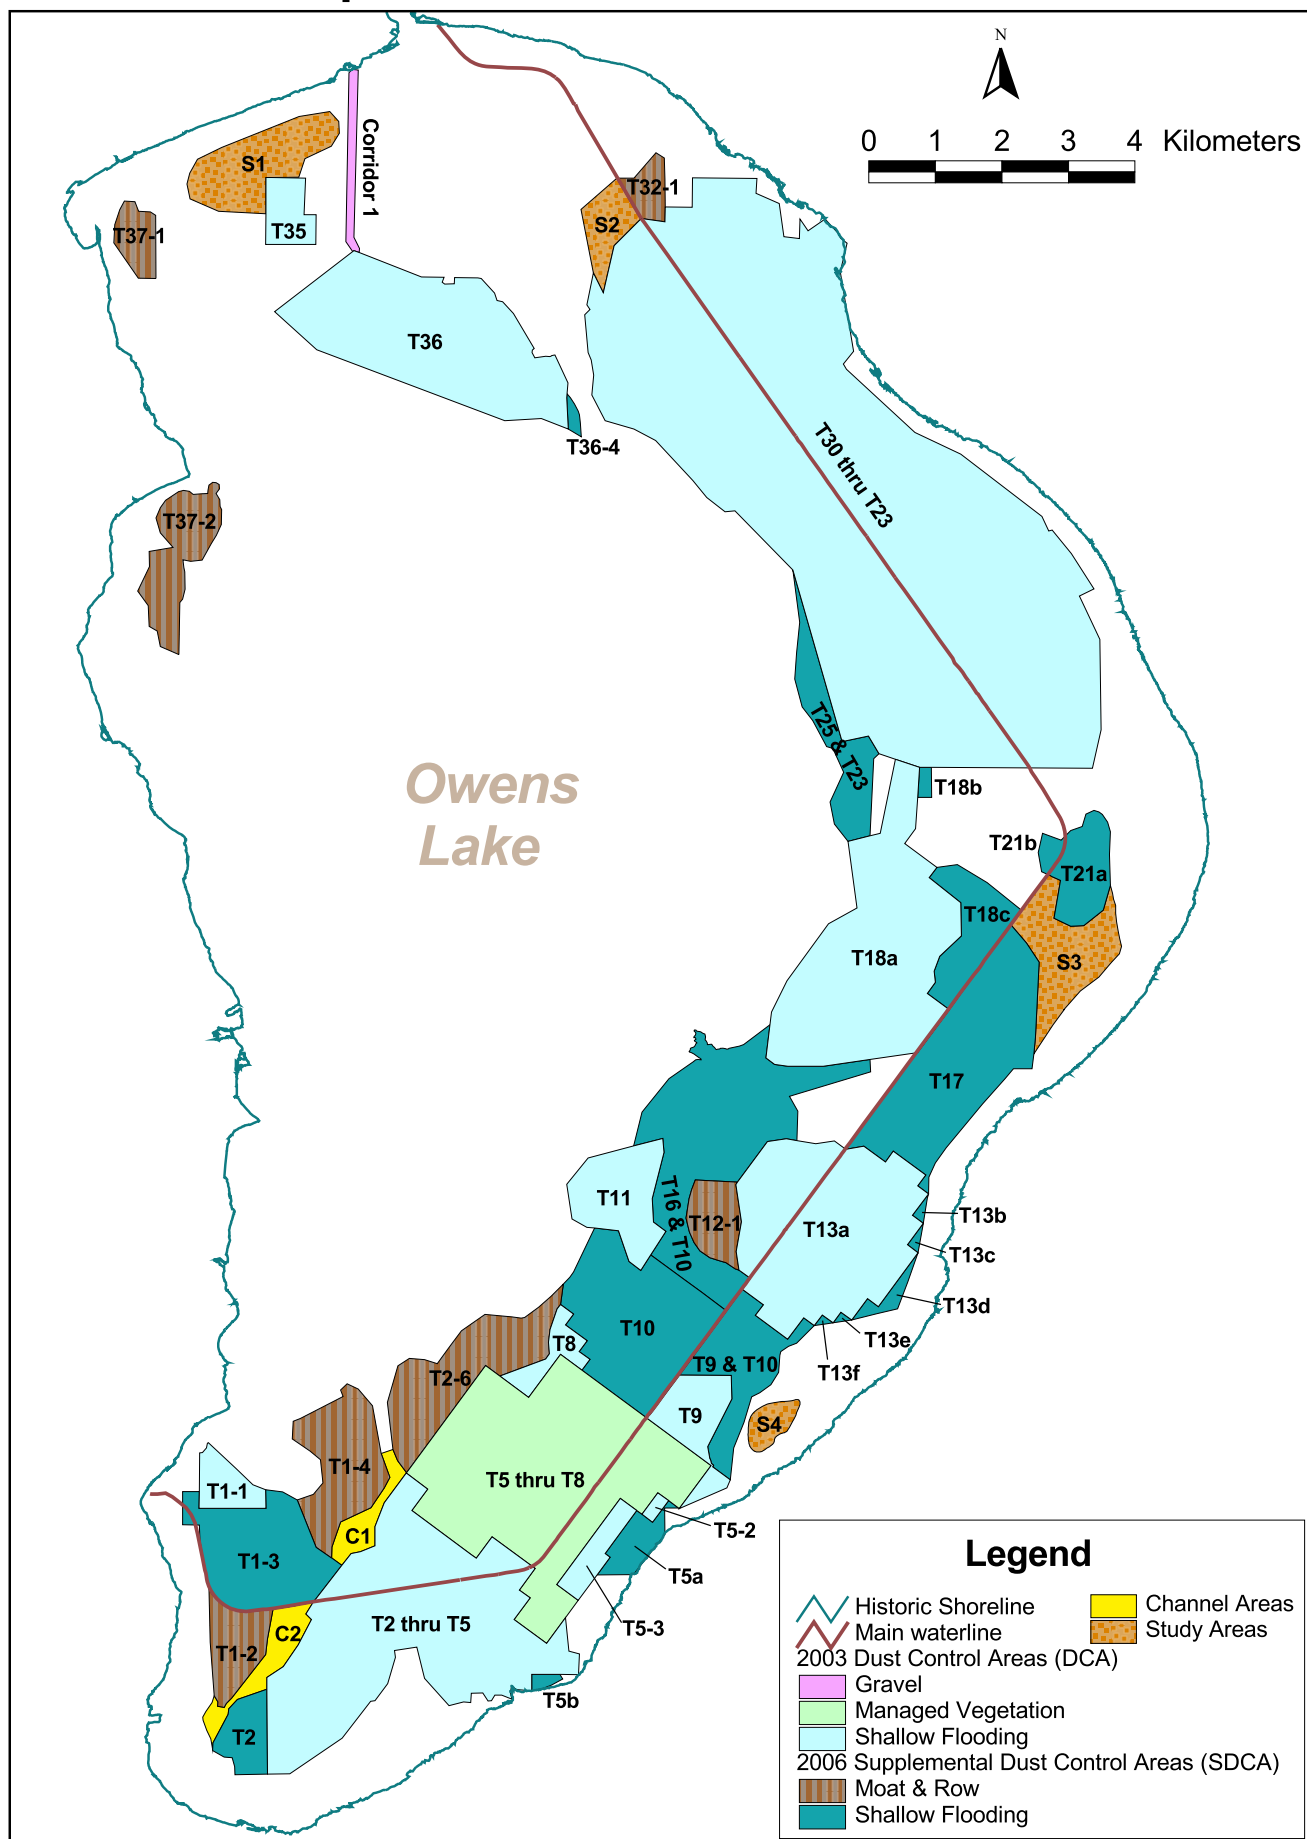 N
0 1 2 3 4 Kilometers
Corridor 1
S1
T35
T37-1
T32-1
S2
T36
T36-4
T30 thru T23
T37-2
T25 & T23
Owens
Lake
T18b
T21b
T21a
T18c
T18a
S3
T17
T11
T16 & T10
T12-1
T13a
T13b
T13c
T13d
T13e
T13f
T10
T8
T9 & T10
T2-6
T9
S4
T1-4
T5 thru T8
T1-1
T5-2
C1
T1-3
T5a
T5-3
T2 thru T5
C2
T1-2
T5b
T2
Legend
Historic Shoreline
Main waterline
2003 Dust Control Areas (DCA)
Gravel
Managed Vegetation
Shallow Flooding
2006 Supplemental Dust Control Areas (SDCA)
Moat & Row
Shallow Flooding
Channel Areas
Study Areas